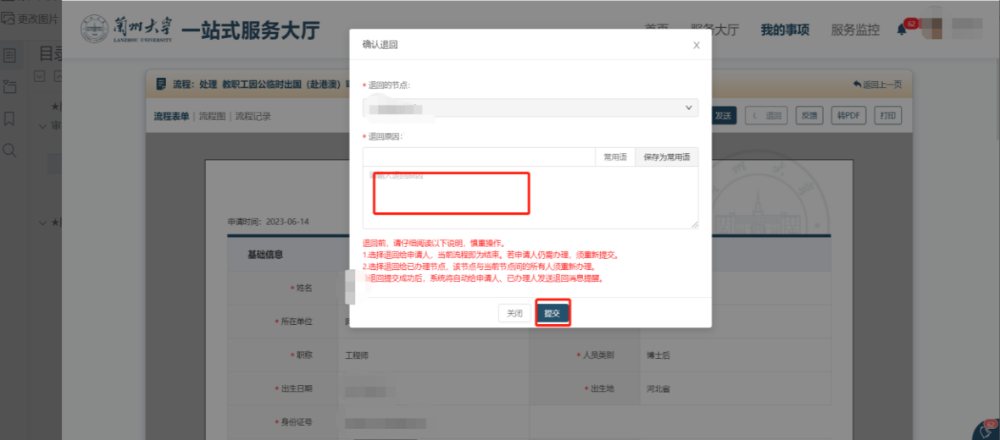 更改图片
目录
兰州大学
LANZHOU UNIVERSITY
一站式服务大厅
首页
服务大厅
我的事项
服务监控
62
流程：处理 教职工因公临时出国（赴港澳）
返回上一页
流程表单 | 流程图 | 流程记录
发送
退回
反馈
转PDF
打印
确认退回
X
* 退回的节点：
* 退回原因：
常用语
保存为常用语
输入退回原因
退回前，请仔细阅读以下说明，慎重操作。
1.选择退回给申请人，当前流程即为结束。若申请人仍需办理，须重新提交。
2.选择退回给已办理节点，该节点与当前节点间的所有人须重新办理。
退回提交成功后，系统将自动给申请人、已办理人发送退回消息提醒。
关闭
提交
★
审
★
申请时间：2023-06-14
基础信息
* 姓名
* 所在单位
* 职称
工程师
* 人员类别
博士后
* 出生日期
* 出生地
河北省
* 身份证号
62